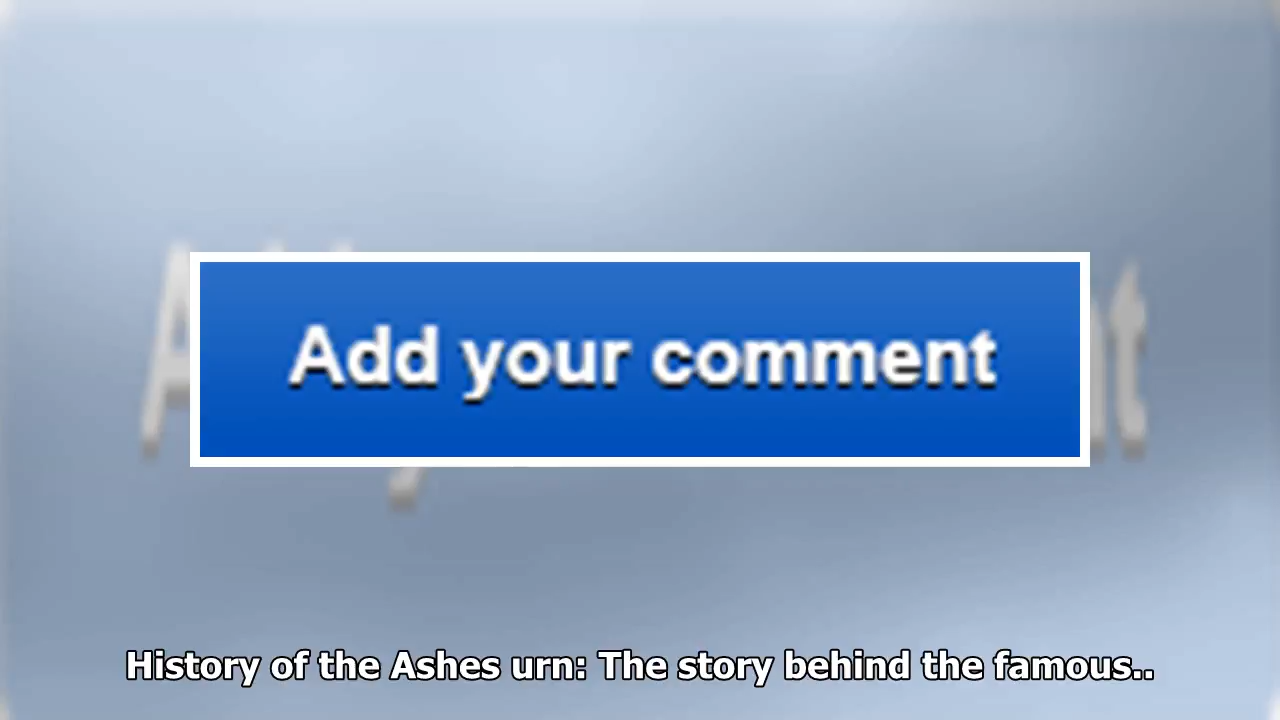 Add your comment
History of the Ashes urn: The story behind the famous..